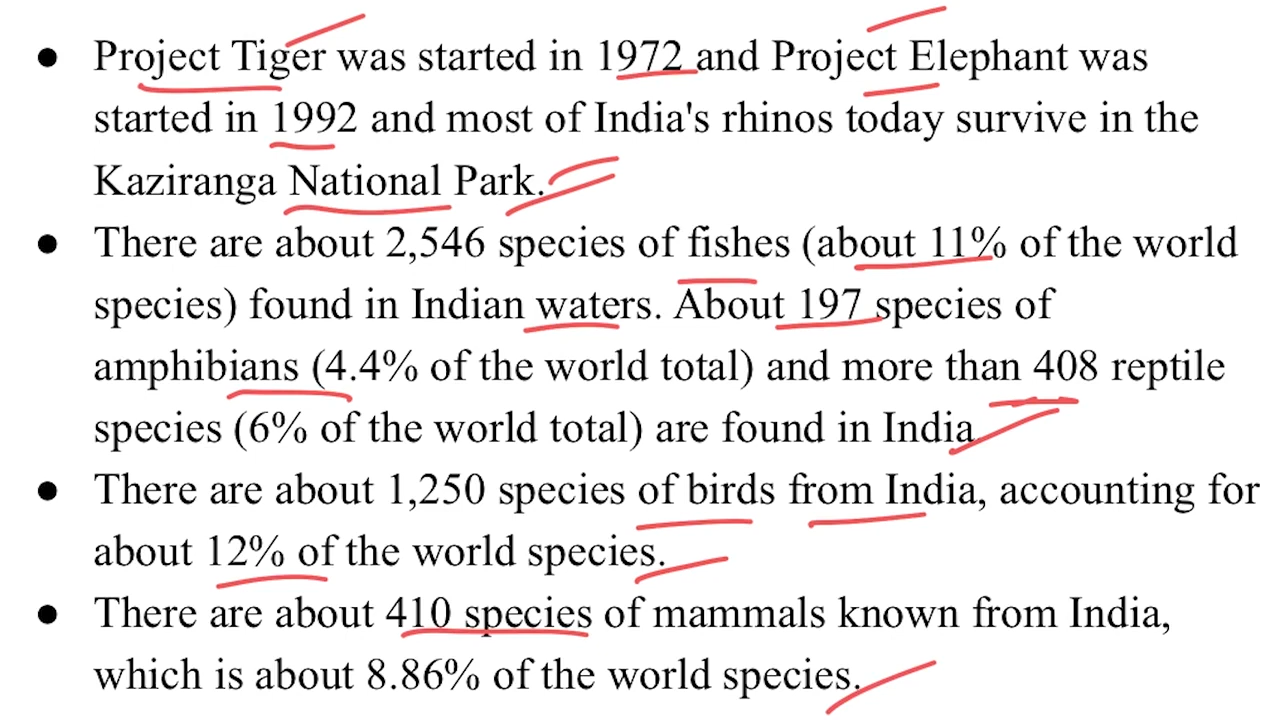 ● Project Tiger was started in 1972 and Project Elephant was
started in 1992 and most of India's rhinos today survive in the
Kaziranga National Park.
● There are about 2,546 species of fishes (about 11% of the world
species) found in Indian waters. About 197 species of
amphibians (4.4% of the world total) and more than 408 reptile
species (6% of the world total) are found in India
● There are about 1,250 species of birds from India, accounting for
about 12% of the world species.
● There are about 410 species of mammals known from India,
which is about 8.86% of the world species.